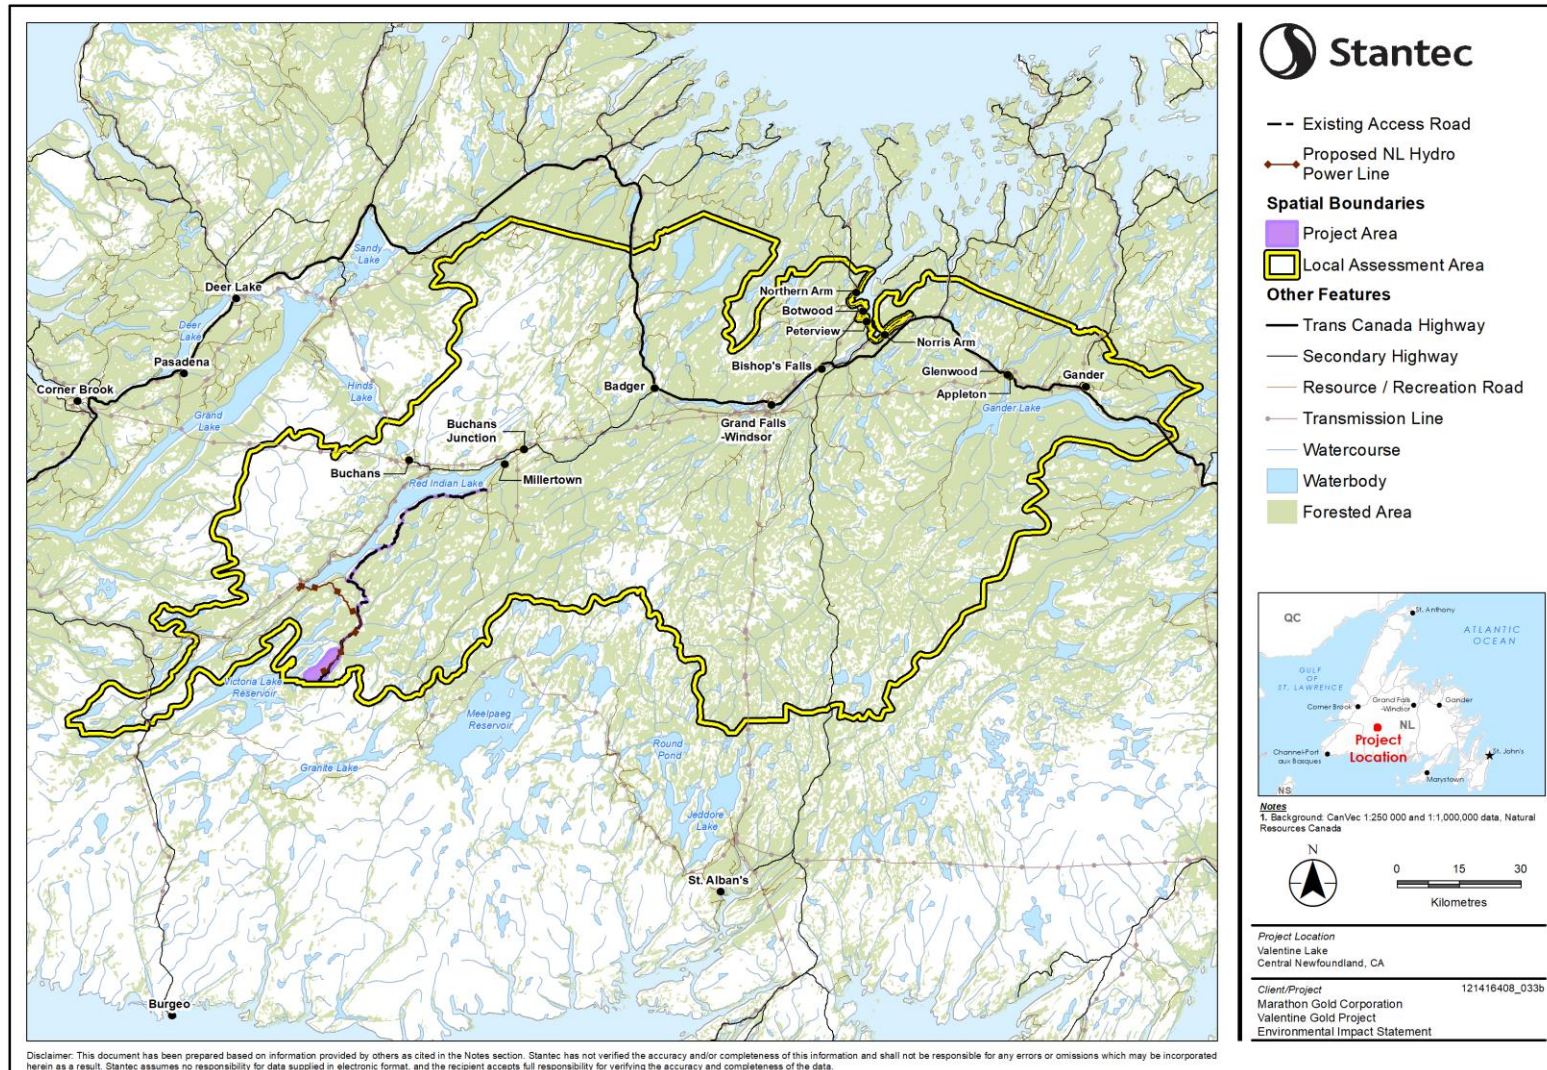 Sandy
Lake
Deer Lake
Deer
Lake
Pasadena
Corner Brook
Grand
Lake
Hinds
Lake
Northern Arm
Botwood
Peterview
Norris Arm
Bishop's Falls
Glenwood
Gander
Appleton
Gander Lake
Badger
Grand Falls
-Windsor
Buchans
Junction
Buchans
Red Indian Lake
Millertown
Victoria Lake
Reservoir
Meelpaeg
Reservoir
Granite Lake
Round
Pond
Jeddore
Lake
St. Alban's
Burgeo
Stantec
Existing Access Road
Proposed NL Hydro
Power Line
Spatial Boundaries
Project Area
Local Assessment Area
Other Features
Trans Canada Highway
Secondary Highway
Resource / Recreation Road
Transmission Line
Watercourse
Waterbody
Forested Area
QC
St. Anthony
ATLANTIC
OCEAN
GULF
OF
ST. LAWRENCE
Corner Brook
Grand Falls
-Windsor
Gander
NL
Project
Location
Channel-Port
aux Basques
St. John's
Marystown
NS
Notes
1. Background: CanVec 1:250 000 and 1:1,000,000 data, Natural
Resources Canada
N
0 15 30
Kilometres
Project Location
Valentine Lake
Central Newfoundland, CA
Client/Project 121416408_033b
Marathon Gold Corporation
Valentine Gold Project
Environmental Impact Statement
Disclaimer: This document has been prepared based on information provided by others as cited in the Notes section. Stantec has not verified the accuracy and/or completeness of this information and shall not be responsible for any errors or omissions which may be incorporated
herein as a result. Stantec assumes no responsibility for data supplied in electronic format, and the recipient accepts full responsibility for verifying the accuracy and completeness of the data.